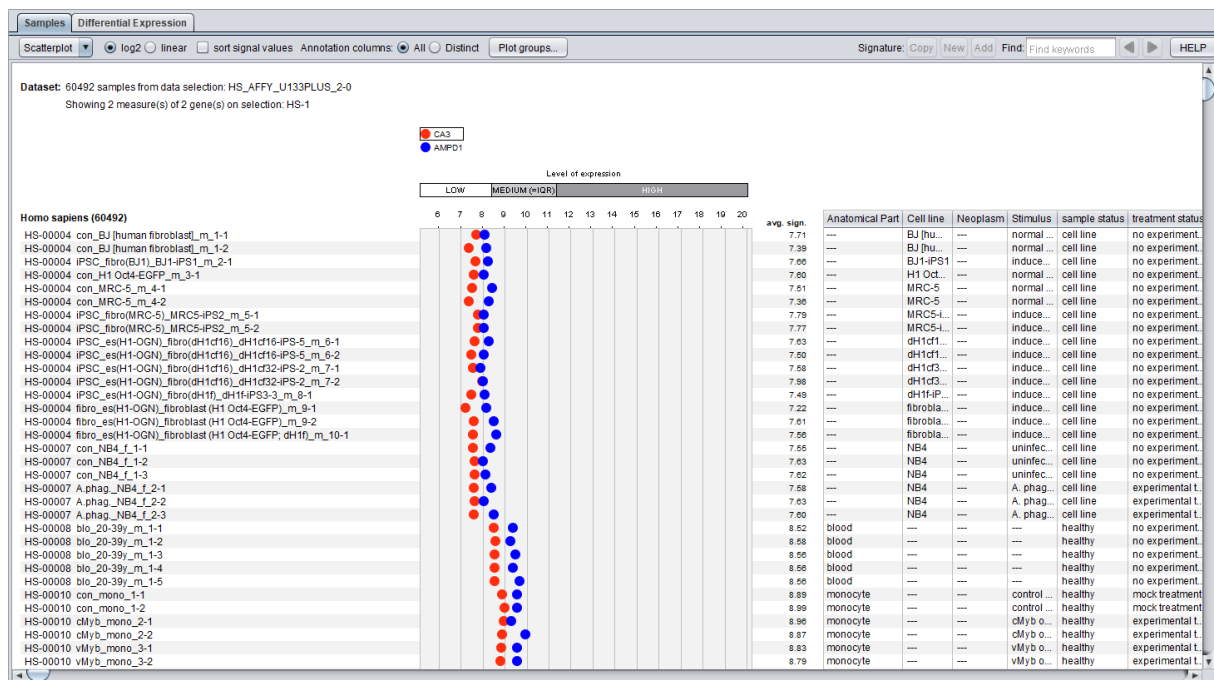 Samples Differential Expression
Scatterplot log2 linear sort signal values Annotation columns: All Distinct Plot groups... Signature: Copy New Add Find: Find keywords HELP
Dataset: 60492 samples from data selection: HS_AFFY_U133PLUS_2-0
Showing 2 measure(s) of 2 gene(s) on selection: HS-1
CA3
AMPD1
Level of expression
LOW MEDIUM (=IQR) HIGH
Homo sapiens (60492) 6 7 8 9 10 11 12 13 14 15 16 17 18 19 20 avg. sign. Anatomical Part Cell line Neoplasm Stimulus sample status treatment status
HS-00004 con_BJ [human fibroblast]_m_1-1 7.71 --- BJ [hu... --- normal ... cell line no experiment..
HS-00004 con_BJ [human fibroblast]_m_1-2 7.39 --- BJ [hu... --- normal ... cell line no experiment..
HS-00004 iPSC_fibro(BJ1)_BJ1-iPS1_m_2-1 7.66 --- BJ1-iPS1 --- induce... cell line no experiment..
HS-00004 con_H1 Oct4-EGFP_m_3-1 7.60 --- H1 Oct... --- normal ... cell line no experiment..
HS-00004 con_MRC-5_m_4-1 7.51 --- MRC-5 --- normal ... cell line no experiment..
HS-00004 con_MRC-5_m_4-2 7.36 --- MRC-5 --- normal ... cell line no experiment..
HS-00004 iPSC_fibro(MRC-5)_MRC5-iPS2_m_5-1 7.79 --- MRC5-i... --- induce... cell line no experiment..
HS-00004 iPSC_fibro(MRC-5)_MRC5-iPS2_m_5-2 7.77 --- MRC5-i... --- induce... cell line no experiment..
HS-00004 iPSC_es(H1-OGN)_fibro(dH1cf16)_dH1cf16-iPS-5_m_6-1 7.63 --- dH1cf1... --- induce... cell line no experiment..
HS-00004 iPSC_es(H1-OGN)_fibro(dH1cf16)_dH1cf16-iPS-5_m_6-2 7.50 --- dH1cf1... --- induce... cell line no experiment..
HS-00004 iPSC_es(H1-OGN)_fibro(dH1cf16)_dH1cf32-iPS-2_m_7-1 7.58 --- dH1cf3... --- induce... cell line no experiment..
HS-00004 iPSC_es(H1-OGN)_fibro(dH1cf16)_dH1cf32-iPS-2_m_7-2 7.98 --- dH1cf3... --- induce... cell line no experiment..
HS-00004 iPSC_es(H1-OGN)_fibro(dH1f)_dH1f-iPS3-3_m_8-1 7.49 --- dH1f-iP... --- induce... cell line no experiment..
HS-00004 fibro_es(H1-OGN)_fibroblast (H1 Oct4-EGFP)_m_9-1 7.22 --- fibrobla... --- induce... cell line no experiment..
HS-00004 fibro_es(H1-OGN)_fibroblast (H1 Oct4-EGFP)_m_9-2 7.61 --- fibrobla... --- induce... cell line no experiment..
HS-00004 fibro_es(H1-OGN)_fibroblast (H1 Oct4-EGFP; dH1f)_m_10-1 7.56 --- fibrobla... --- induce... cell line no experiment..
HS-00007 con_NB4_f_1-1 7.55 --- NB4 --- uninfec... cell line no experiment..
HS-00007 con_NB4_f_1-2 7.63 --- NB4 --- uninfec... cell line no experiment..
HS-00007 con_NB4_f_1-3 7.62 --- NB4 --- uninfec... cell line no experiment..
HS-00007 A.phag._NB4_f_2-1 7.58 --- NB4 --- A. phag... cell line experimental t..
HS-00007 A.phag._NB4_f_2-2 7.63 --- NB4 --- A. phag... cell line experimental t..
HS-00007 A.phag._NB4_f_2-3 7.60 --- NB4 --- A. phag... cell line experimental t..
HS-00008 blo_20-39y_m_1-1 8.52 blood --- --- --- healthy no experiment..
HS-00008 blo_20-39y_m_1-2 8.58 blood --- --- --- healthy no experiment..
HS-00008 blo_20-39y_m_1-3 8.56 blood --- --- --- healthy no experiment..
HS-00008 blo_20-39y_m_1-4 8.56 blood --- --- --- healthy no experiment..
HS-00008 blo_20-39y_m_1-5 8.56 blood --- --- --- healthy no experiment..
HS-00010 con_mono_1-1 8.89 monocyte --- --- control ... healthy mock treatment
HS-00010 con_mono_1-2 8.99 monocyte --- --- control ... healthy mock treatment
HS-00010 cMyb_mono_2-1 8.96 monocyte --- --- cMyb o... healthy experimental t..
HS-00010 cMyb_mono_2-2 8.87 monocyte --- --- cMyb o... healthy experimental t..
HS-00010 vMyb_mono_3-1 8.83 monocyte --- --- vMyb o... healthy experimental t..
HS-00010 vMyb_mono_3-2 8.79 monocyte --- --- vMyb o... healthy experimental t..